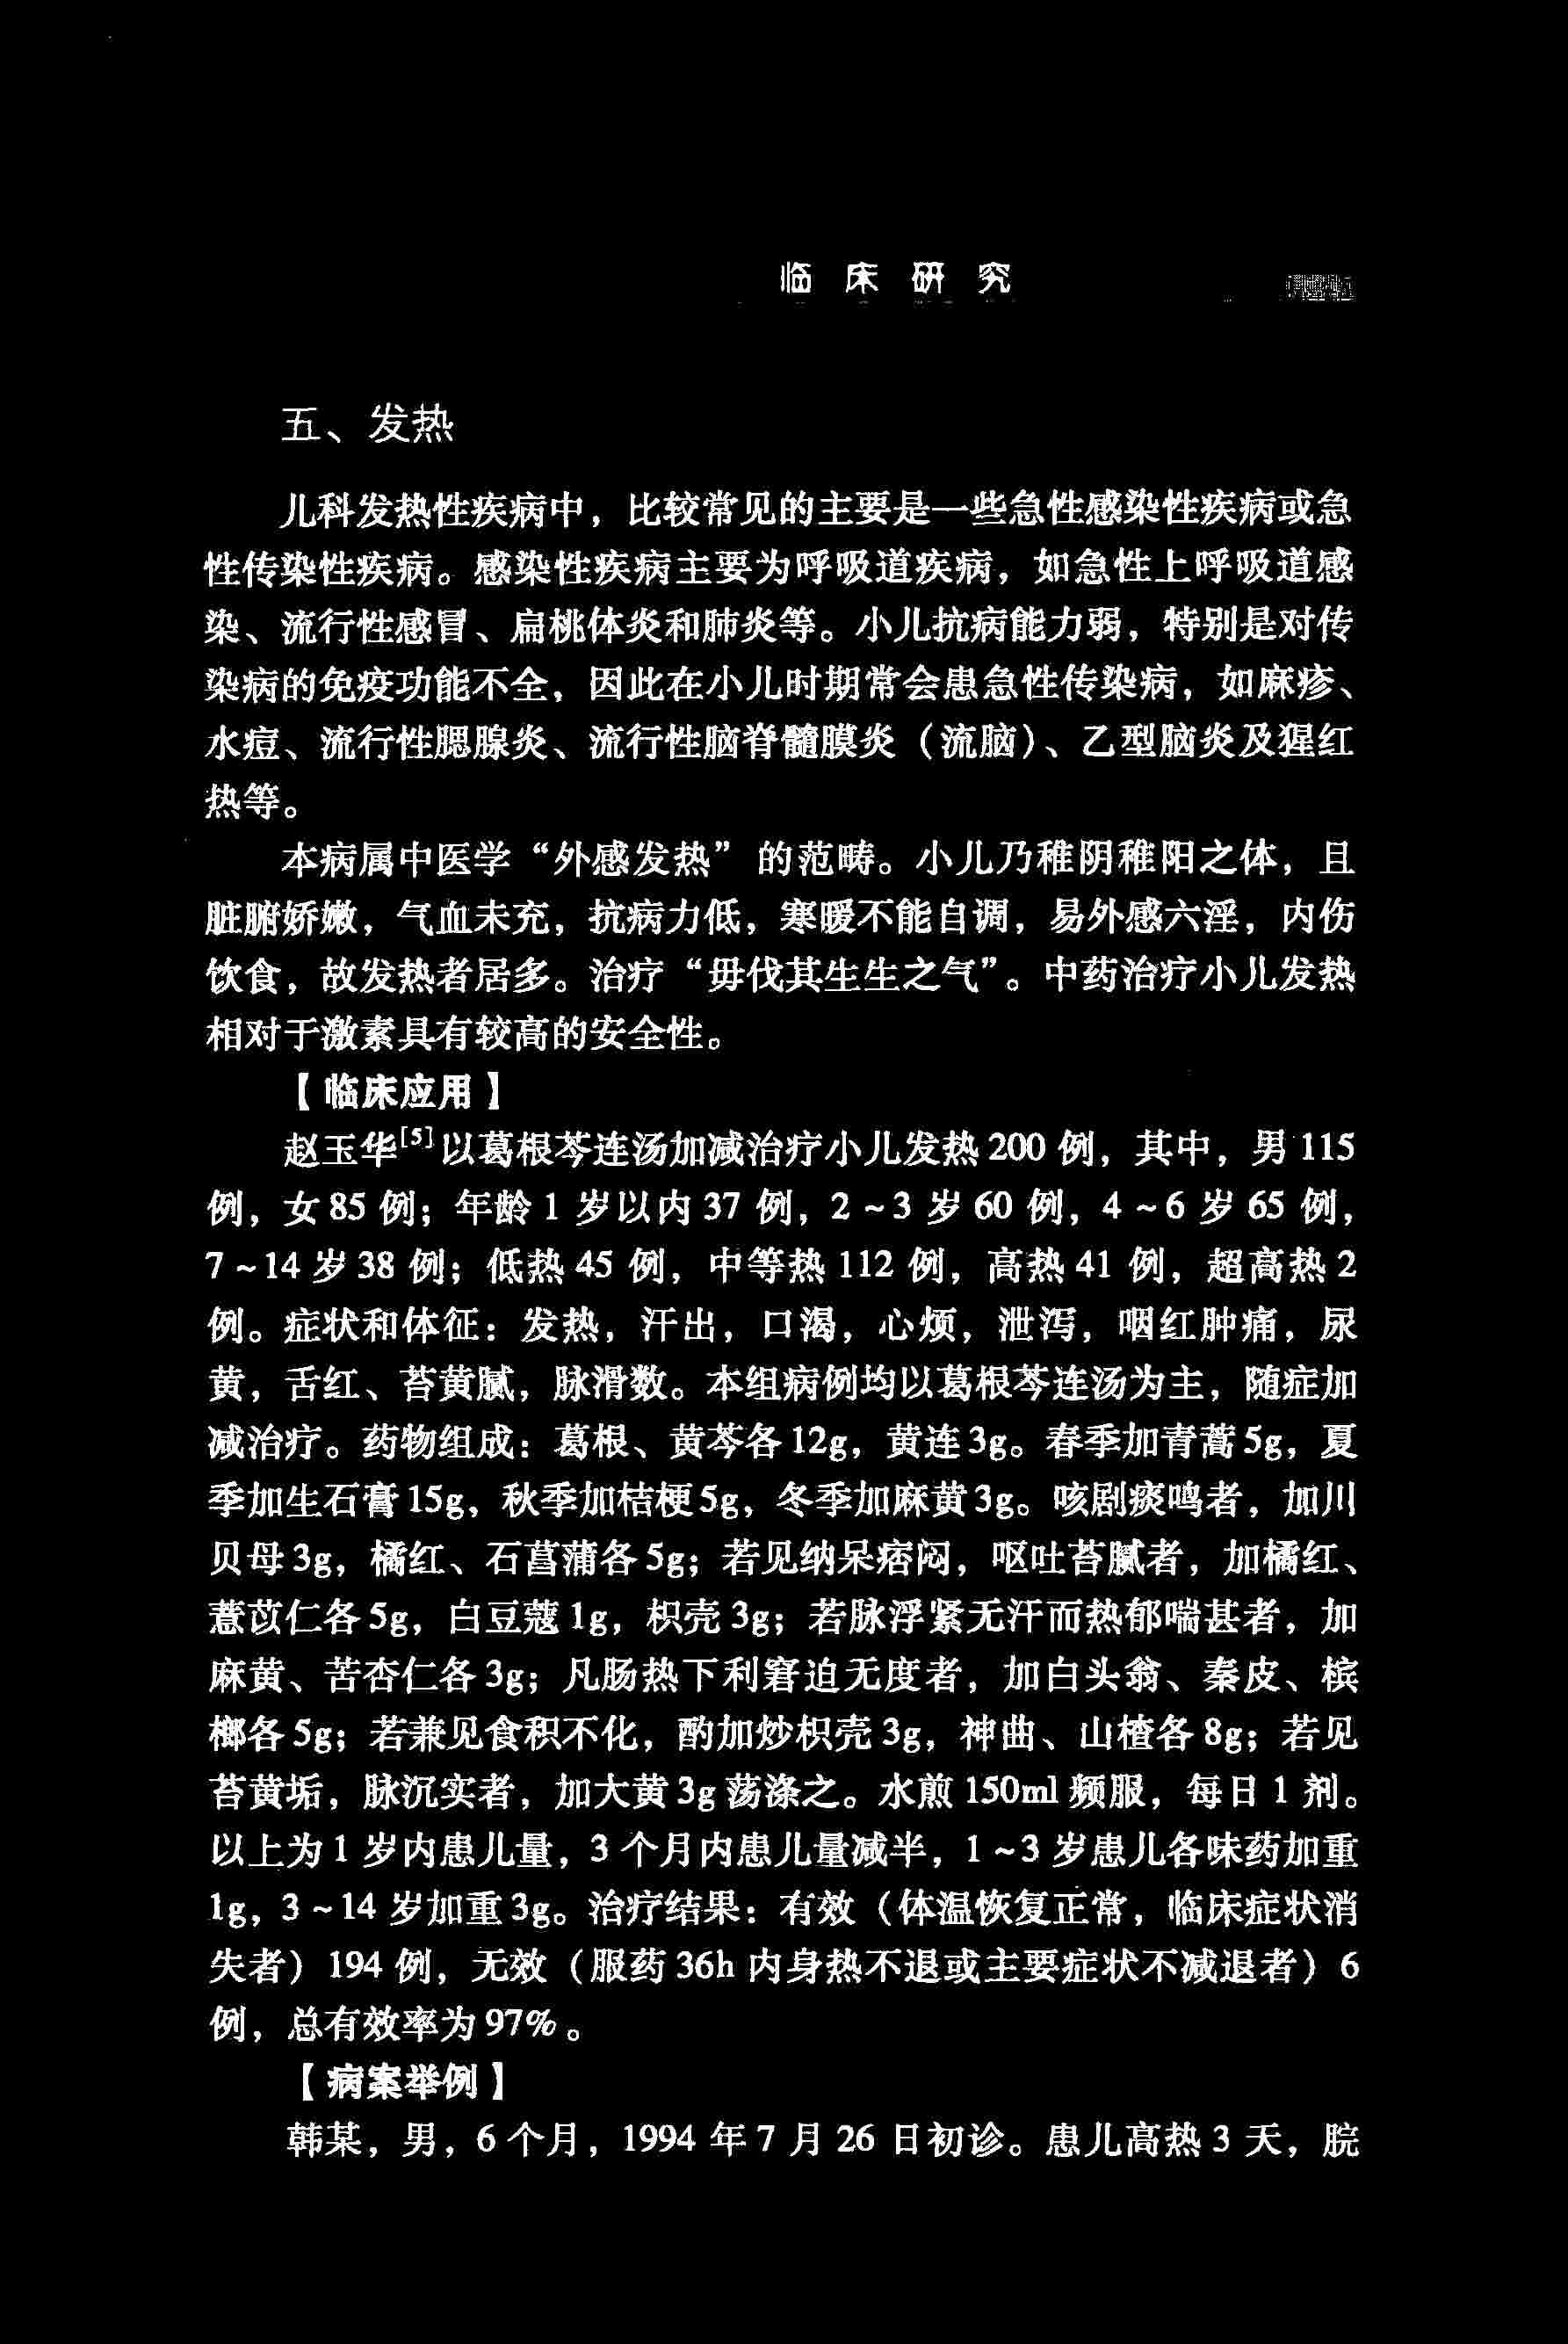 临床研究
五、发热
儿科发热性疾病中，比较常见的主要是一些急性感染性疾病或急
性传染性疾病。感染性疾病主要为呼吸道疾病，如急性上呼吸道感
染、流行性感冒、扁桃体炎和肺炎等。小儿抗病能力弱，特别是对传
染病的免疫功能不全，因此在小儿时期常会患急性传染病，如麻疹、
水痘、流行性腮腺炎、流行性脑脊髓膜炎（流脑）、乙型脑炎及猩红
热等。
本病属中医学“外感发热”的范畴。小儿乃稚阴稚阳之体，且
脏腑娇嫩，气血未充，抗病力低，寒暖不能自调，易外感六淫，内伤
饮食，故发热者居多。治疗“毋伐其生生之气”。中药治疗小儿发热
相对于激素具有较高的安全性。
【临床应用】
赵玉华[5]以葛根芩连汤加减治疗小儿发热200例，其中，男115
例，女85例；年龄1岁以内37例，2~3岁60例，4~6岁65例，
7~14岁38例；低热45例，中等热112例，高热41例，超高热2
例。症状和体征：发热，汗出，口渴，心烦，泄泻，咽红肿痛，尿
黄，舌红、苔黄腻，脉滑数。本组病例均以葛根芩连汤为主，随症加
减治疗。药物组成：葛根、黄芩各12g，黄连3g。春季加青蒿5g，夏
季加生石膏15g，秋季加桔梗5g，冬季加麻黄3g。咳剧痰鸣者，加川
贝母3g，橘红、石菖蒲各5g；若见纳呆痞闷，呕吐苔腻者，加橘红、
薏苡仁各5g，白豆蔻1g，枳壳3g；若脉浮紧无汗而热郁喘甚者，加
麻黄、苦杏仁各3g；凡肠热下利窘迫无度者，加白头翁、秦皮、槟
榔各5g；若兼见食积不化，酌加炒枳壳3g，神曲、山楂各8g；若见
苔黄垢，脉沉实者，加大黄3g荡涤之。水煎150ml频服，每日1剂。
以上为1岁内患儿量，3个月内患儿量减半，1~3岁患儿各味药加重
1g，3~14岁加重3g。治疗结果：有效（体温恢复正常，临床症状消
失者）194例，无效（服药36h内身热不退或主要症状不减退者）6
例，总有效率为97%。
【病案举例】
韩某，男，6个月，1994年7月26日初诊。患儿高热3天，脘